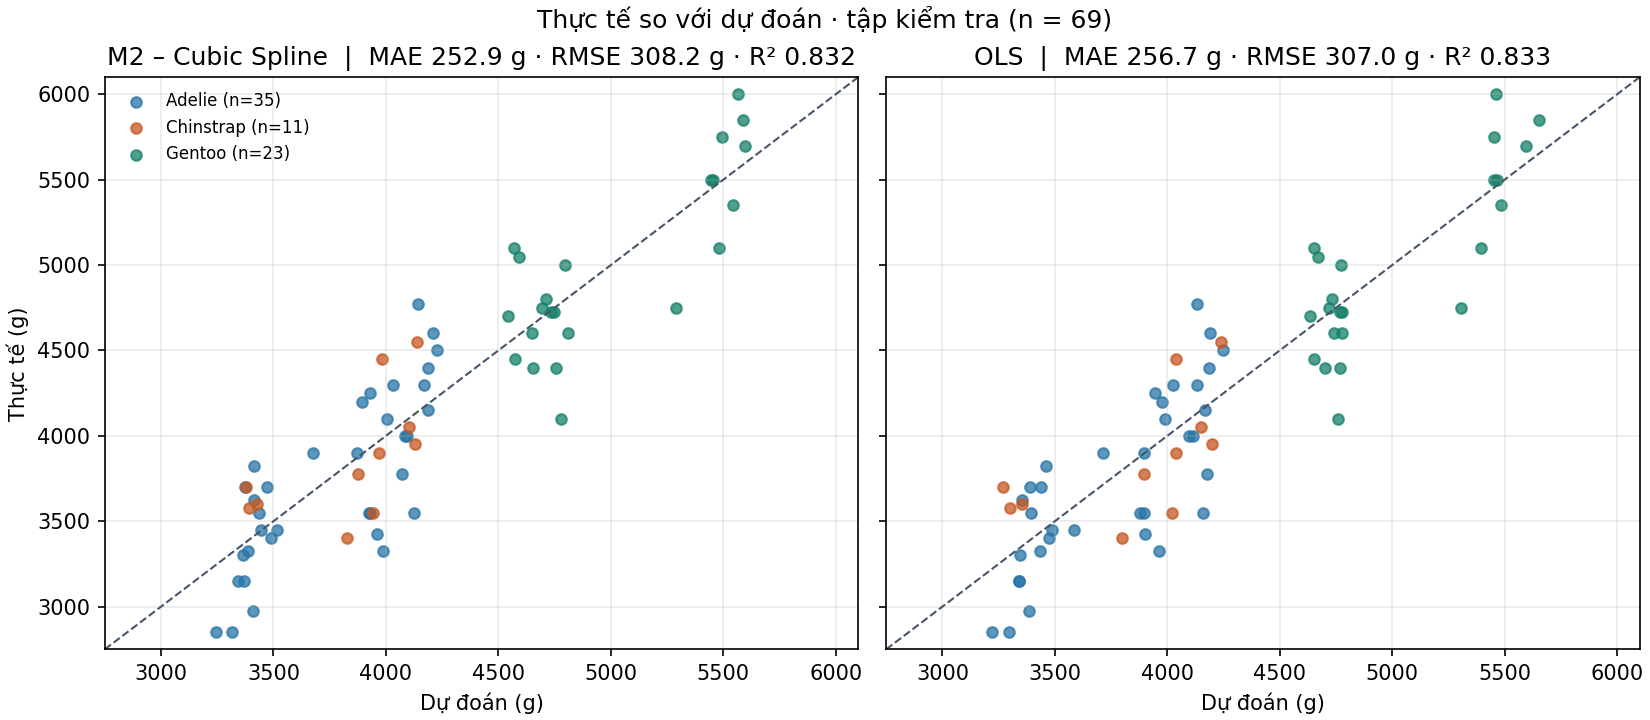 Thực tế so với dự đoán · tập kiểm tra (n = 69)
M2 – Cubic Spline | MAE 252.9 g · RMSE 308.2 g · R² 0.832
Adelie (n=35)
Chinstrap (n=11)
Gentoo (n=23)
6000
5500
5000
4500
4000
3500
3000
Thực tế (g)
3000 3500 4000 4500 5000 5500 6000
Dự đoán (g)
OLS | MAE 256.7 g · RMSE 307.0 g · R² 0.833
3000 3500 4000 4500 5000 5500 6000
Dự đoán (g)